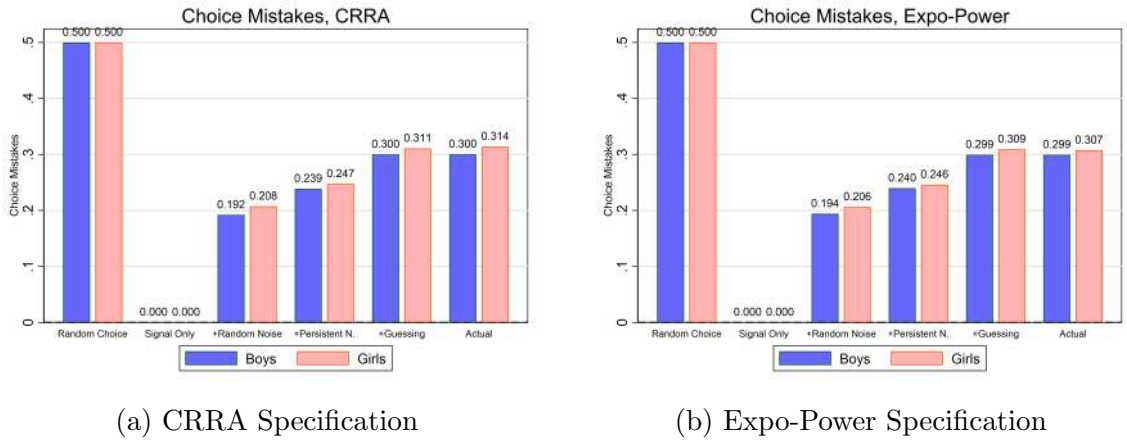 Choice Mistakes, CRRA
Choice Mistakes
0 .1 .2 .3 .4 .5
0.500 0.500
0.000 0.000
0.192 0.208
0.239 0.247
0.300 0.311
0.300 0.314
Random Choice Signal Only +Random Noise +Persistent N. +Guessing Actual
Boys Girls
(a) CRRA Specification
Choice Mistakes, Expo-Power
Choice Mistakes
0 .1 .2 .3 .4 .5
0.500 0.500
0.000 0.000
0.194 0.206
0.240 0.246
0.299 0.309
0.299 0.307
Random Choice Signal Only +Random Noise +Persistent N. +Guessing Actual
Boys Girls
(b) Expo-Power Specification